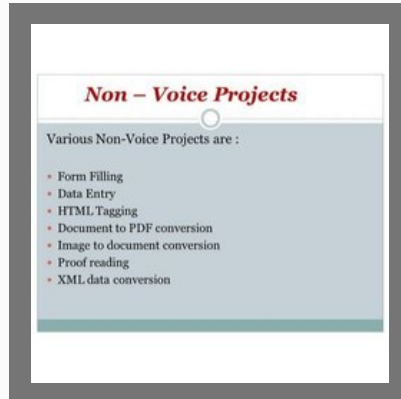 Non – Voice Projects
Various Non-Voice Projects are :
Form Filling
Data Entry
HTML Tagging
Document to PDF conversion
Image to document conversion
Proof reading
XML data conversion